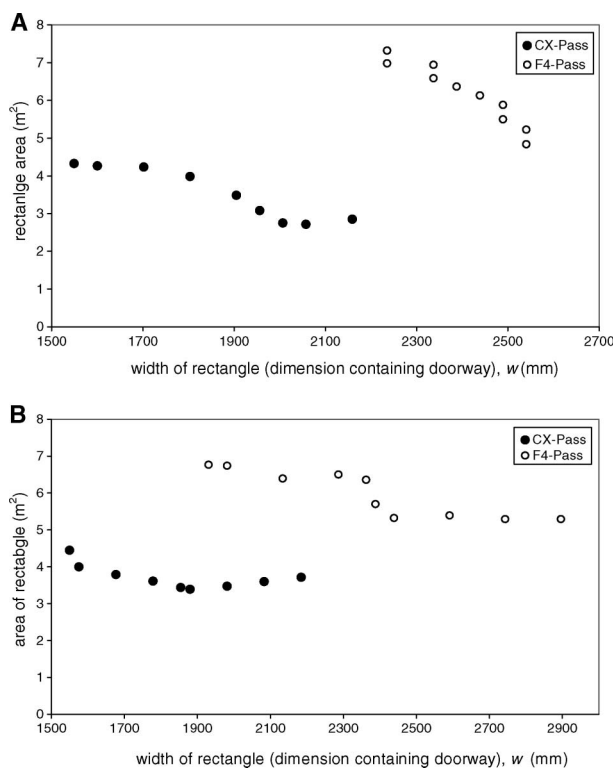 A
8
7
6
5
4
3
2
1
0
rectanlge area (m²)
CX-Pass
F4-Pass
1500 1700 1900 2100 2300 2500 2700
width of rectangle (dimension containing doorway), w (mm)
B
8
7
6
5
4
3
2
1
0
area of rectabgle (m²)
CX-Pass
F4-Pass
1500 1700 1900 2100 2300 2500 2700 2900
width of rectangle (dimension containing doorway), w (mm)